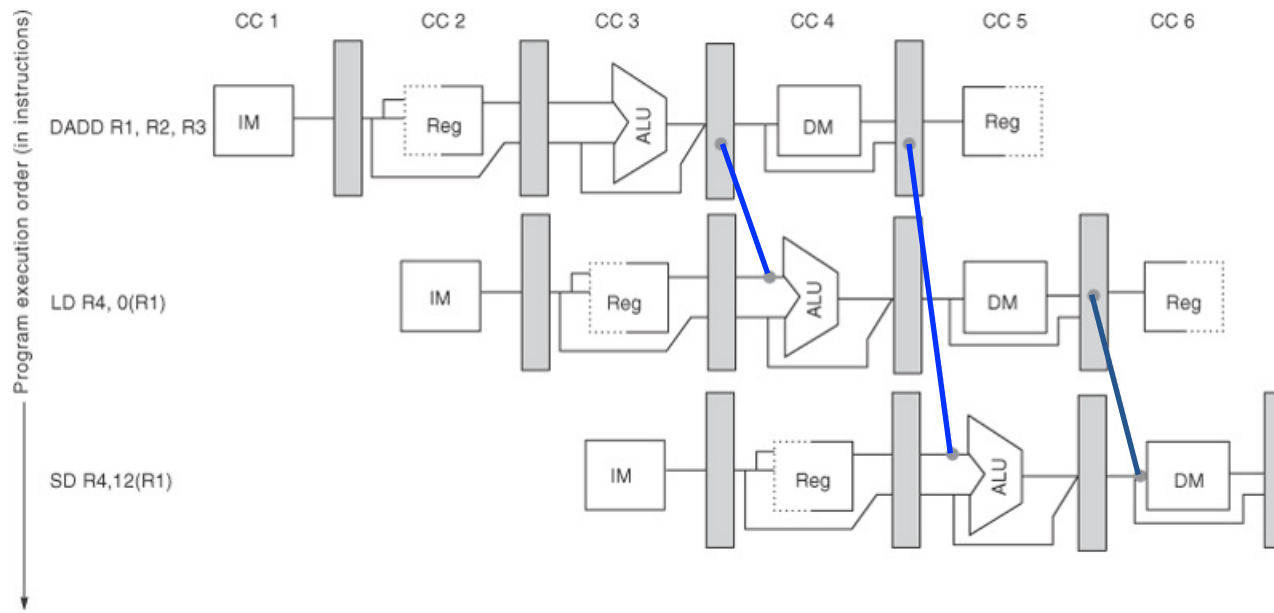 CC 1 CC 2 CC 3 CC 4 CC 5 CC 6
Program execution order (in instructions)
DADD R1, R2, R3 IM Reg ALU DM Reg
LD R4, 0(R1) IM Reg ALU DM Reg
SD R4,12(R1) IM Reg ALU DM